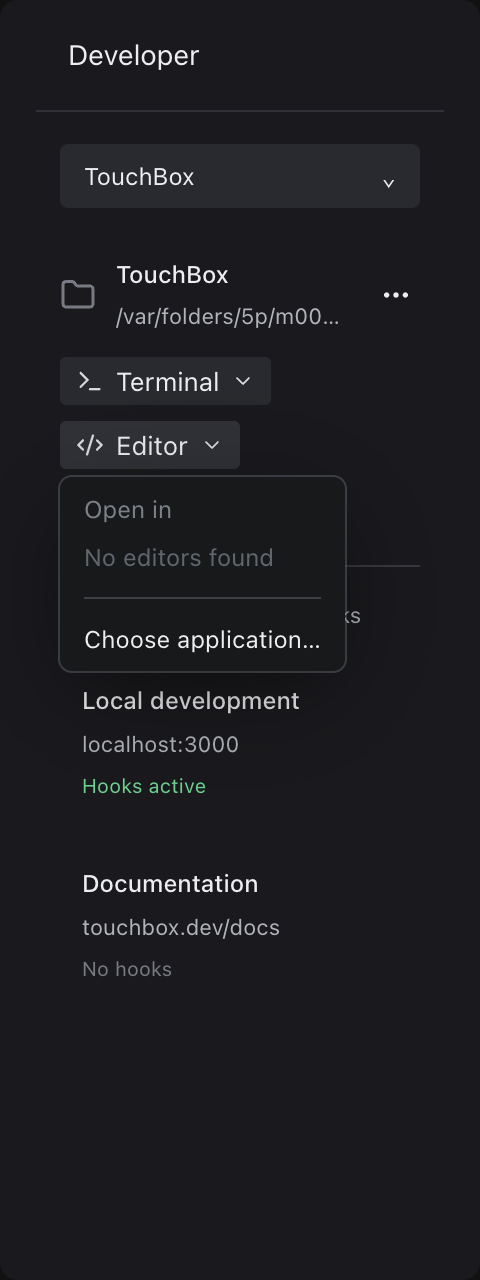 Developer
TouchBox
TouchBox
/var/folders/5p/m00...
Terminal
Editor
Open in
No editors found
Choose application...
Local development
localhost:3000
Hooks active
Documentation
touchbox.dev/docs
No hooks